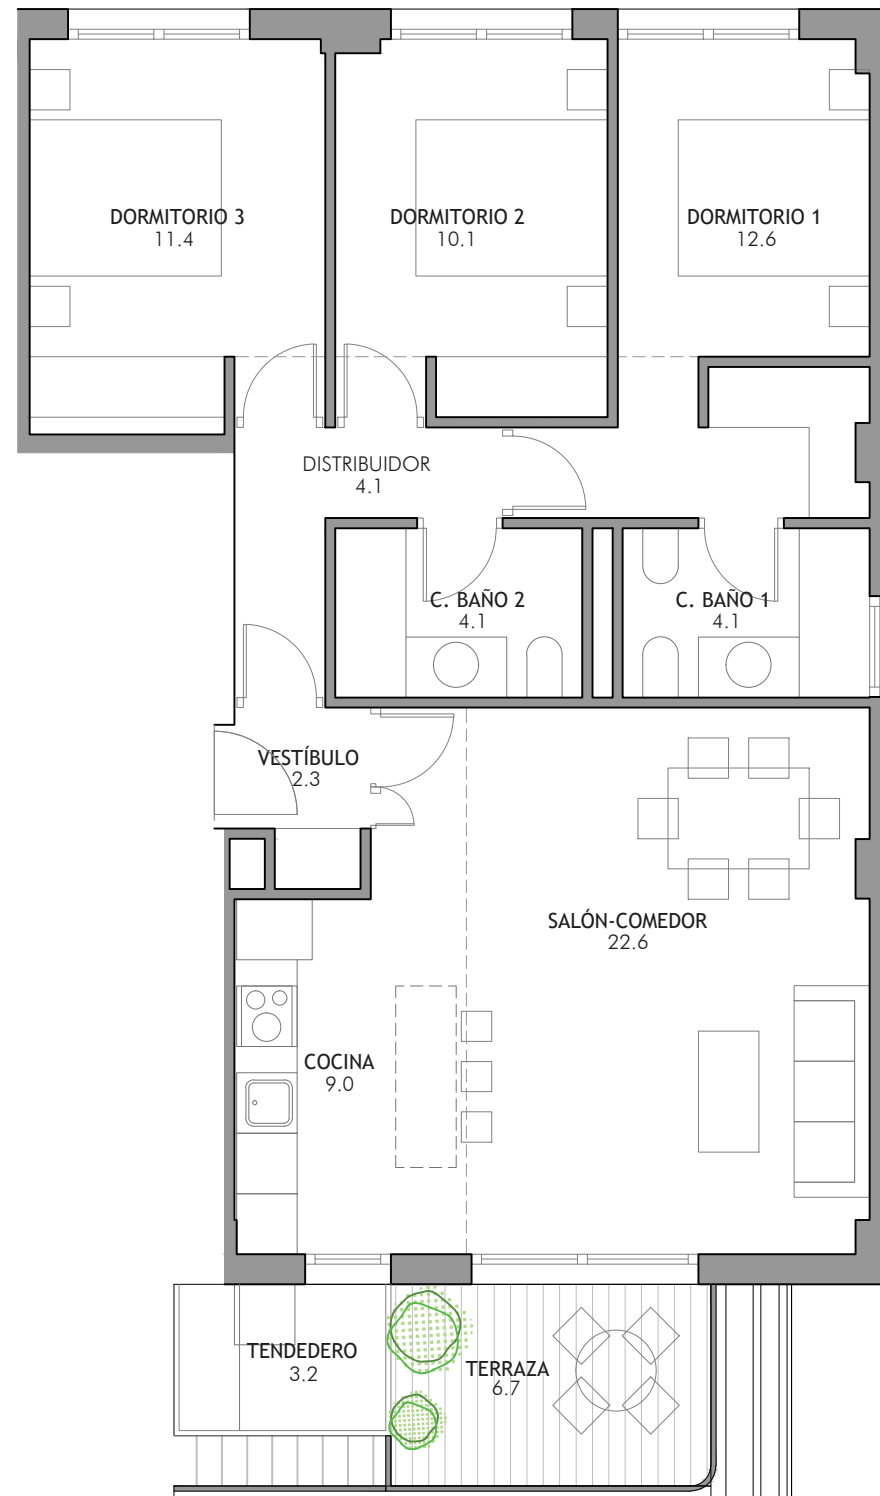 DORMITORIO 3
11.4
DORMITORIO 2
10.1
DORMITORIO 1
12.6
DISTRIBUIDOR
4.1
C. BAÑO 2
4.1
C. BAÑO 1
4.1
VESTÍBULO
2.3
SALÓN-COMEDOR
22.6
COCINA
9.0
TENDEDERO
3.2
TERRAZA
6.7